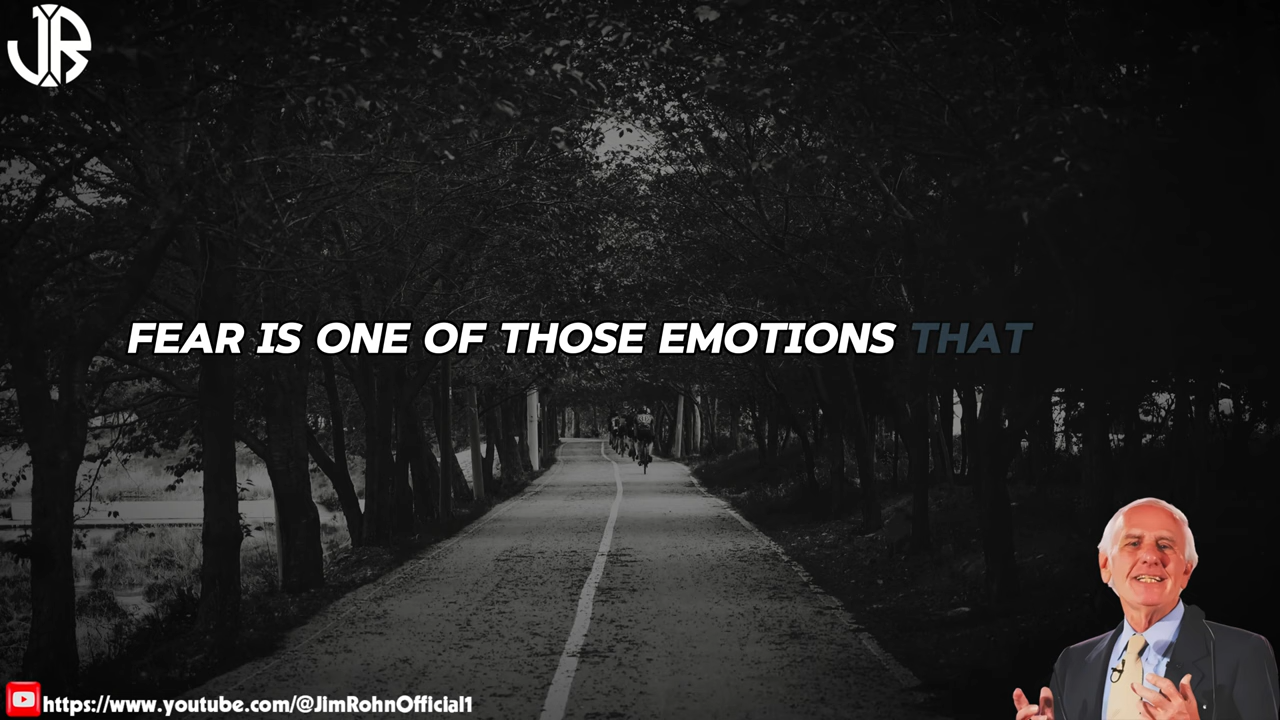 JR
FEAR IS ONE OF THOSE EMOTIONS THAT
https://www.youtube.com/@JimRohnOfficial1